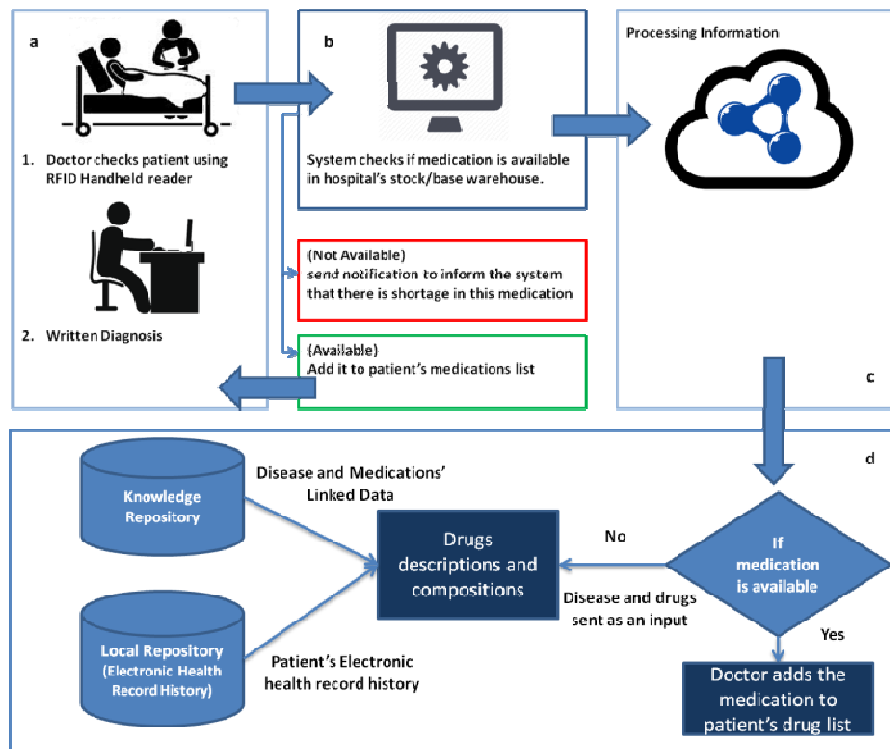 a
1. Doctor checks patient using
RFID Handheld reader
2. Written Diagnosis
b
System checks if medication is available
in hospital's stock/base warehouse.
(Not Available)
send notification to inform the system
that there is shortage in this medication
(Available)
Add it to patient's medications list
Processing Information
c
d
Knowledge
Repository
Disease and Medications'
Linked Data
Local Repository
(Electronic Health
Record History)
Patient's Electronic
health record history
Drugs
descriptions and
compositions
No
Disease and drugs
sent as an input
If
medication
is available
Yes
Doctor adds the
medication to
patient's drug list